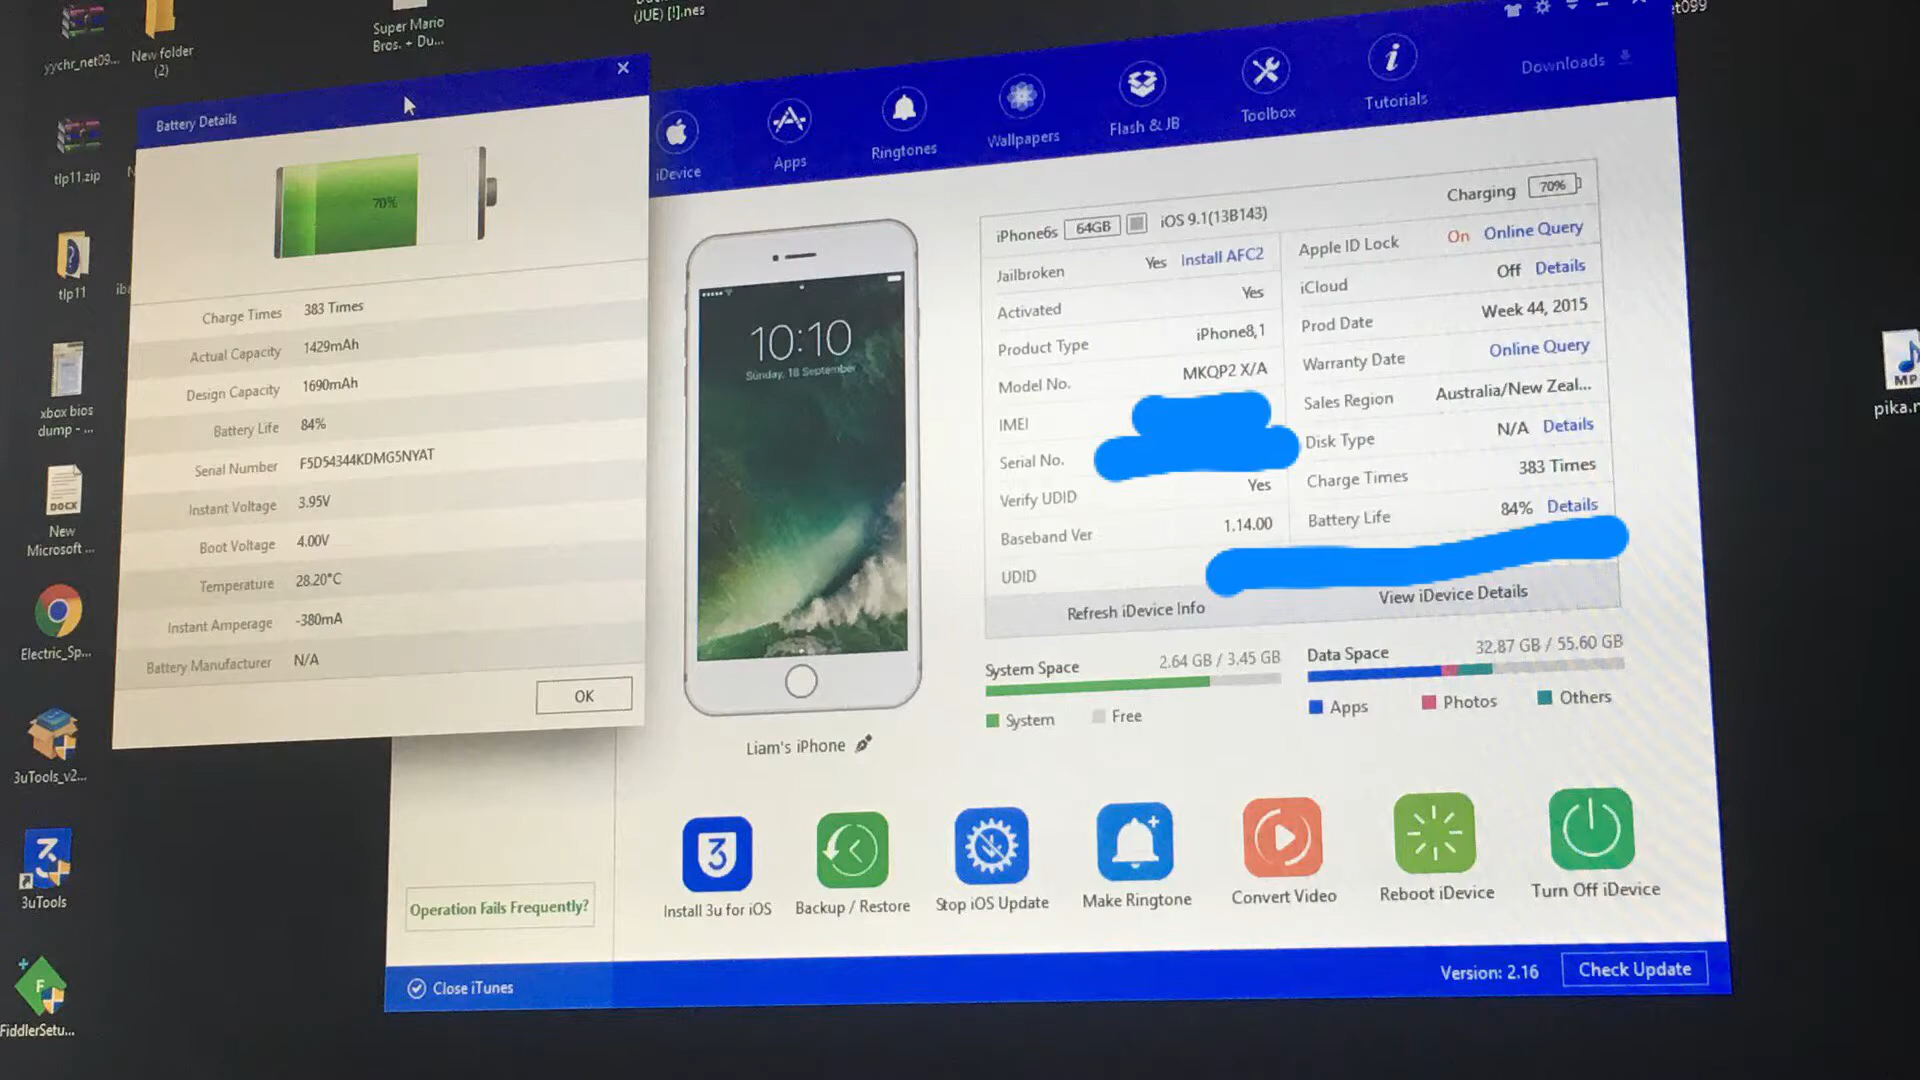 yychr_net09...
New folder
(2)
Super Mario
Bros. + Du...
(JUE) [!].nes
tlp11.zip
tlp11
xbox bios
dump - ...
DOCX
New
Microsoft ...
Electric_Sp...
3uTools_v2...
3uTools
F
FiddlerSetu...
Battery Details
70%
Charge Times 383 Times
Actual Capacity 1429mAh
Design Capacity 1690mAh
Battery Life 84%
Serial Number F5D54344KDMG5NYAT
Instant Voltage 3.95V
Boot Voltage 4.00V
Temperature 28.20°C
Instant Amperage -380mA
Battery Manufacturer N/A
OK
iDevice
Apps
Ringtones
Wallpapers
Flash & JB
Toolbox
Tutorials
Downloads
et099
10:10
Sunday, 18 September
Liam's iPhone
iPhone6s 64GB iOS 9.1(13B143) Charging 70%
Jailbroken Yes Install AFC2
Activated Yes
Product Type iPhone8,1
Model No. MKQP2 X/A
IMEI
Serial No.
Verify UDID Yes
Baseband Ver 1.14.00
UDID
Apple ID Lock On Online Query
iCloud Off Details
Prod Date Week 44, 2015
Warranty Date Online Query
Sales Region Australia/New Zeal...
Disk Type N/A Details
Charge Times 383 Times
Battery Life 84% Details
Refresh iDevice Info View iDevice Details
System Space 2.64 GB / 3.45 GB
System Free
Data Space 32.87 GB / 55.60 GB
Apps Photos Others
Install 3u for iOS
Backup / Restore
Stop iOS Update
Make Ringtone
Convert Video
Reboot iDevice
Turn Off iDevice
Operation Fails Frequently?
Close iTunes
Version: 2.16
Check Update
MP
pika.n